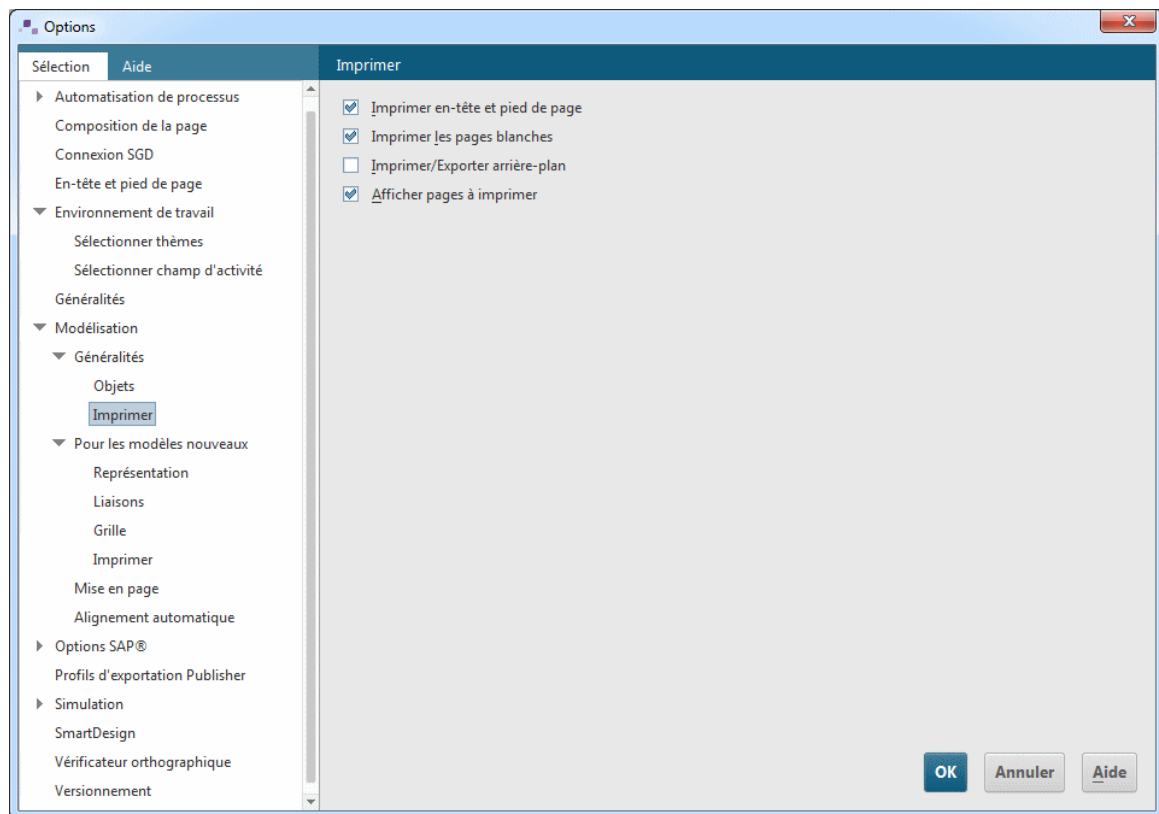 Options
Sélection
Aide
Automatisation de processus
Composition de la page
Connexion SGD
En-tête et pied de page
Environnement de travail
Sélectionner thèmes
Sélectionner champ d'activité
Généralités
Modélisation
Généralités
Objets
Imprimer
Pour les modèles nouveaux
Représentation
Liaisons
Grille
Imprimer
Mise en page
Alignement automatique
Options SAP®
Profils d'exportation Publisher
Simulation
SmartDesign
Vérificateur orthographique
Versionnement
Imprimer
Imprimer en-tête et pied de page
Imprimer les pages blanches
Imprimer/Exporter arrière-plan
Afficher pages à imprimer
OK
Annuler
Aide